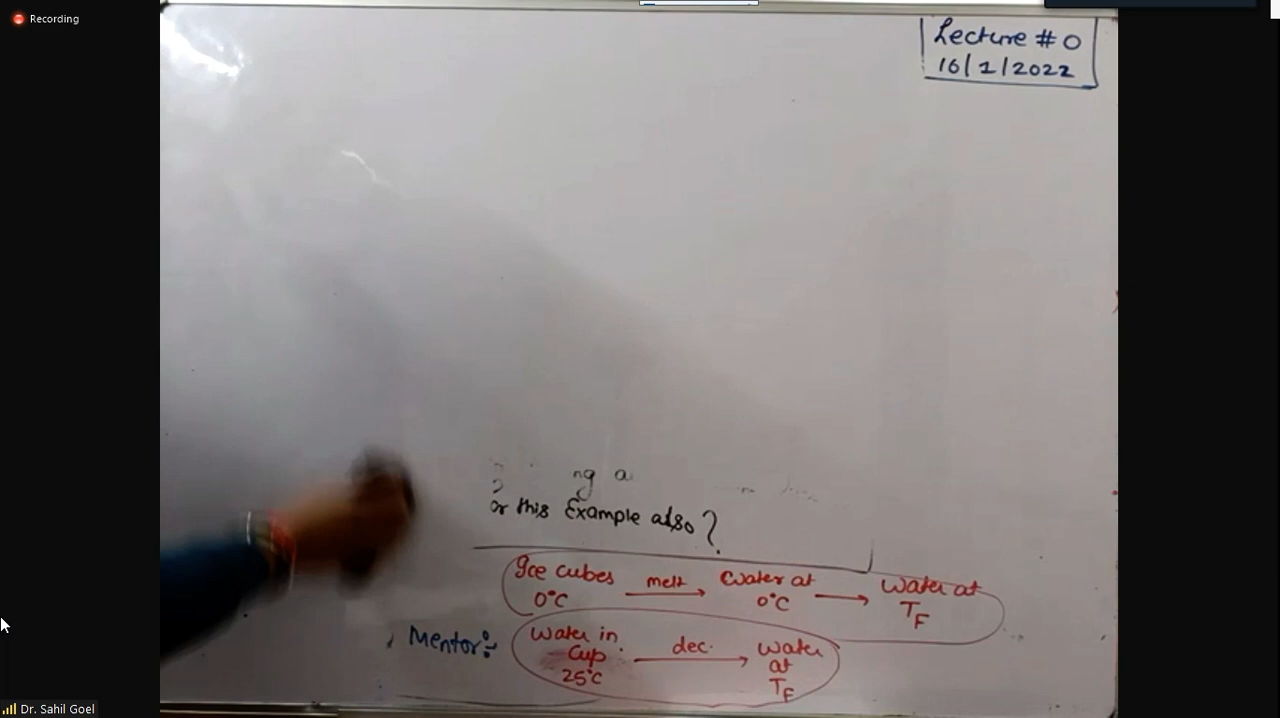 Recording
Lecture # 0
16/1/2022
ng a
or this Example also?
Ice cubes melt Water at Water at
0°C 0°C TF
Mentor:- Water in Cup dec. Water at
25°C TF
Dr. Sahil Goel